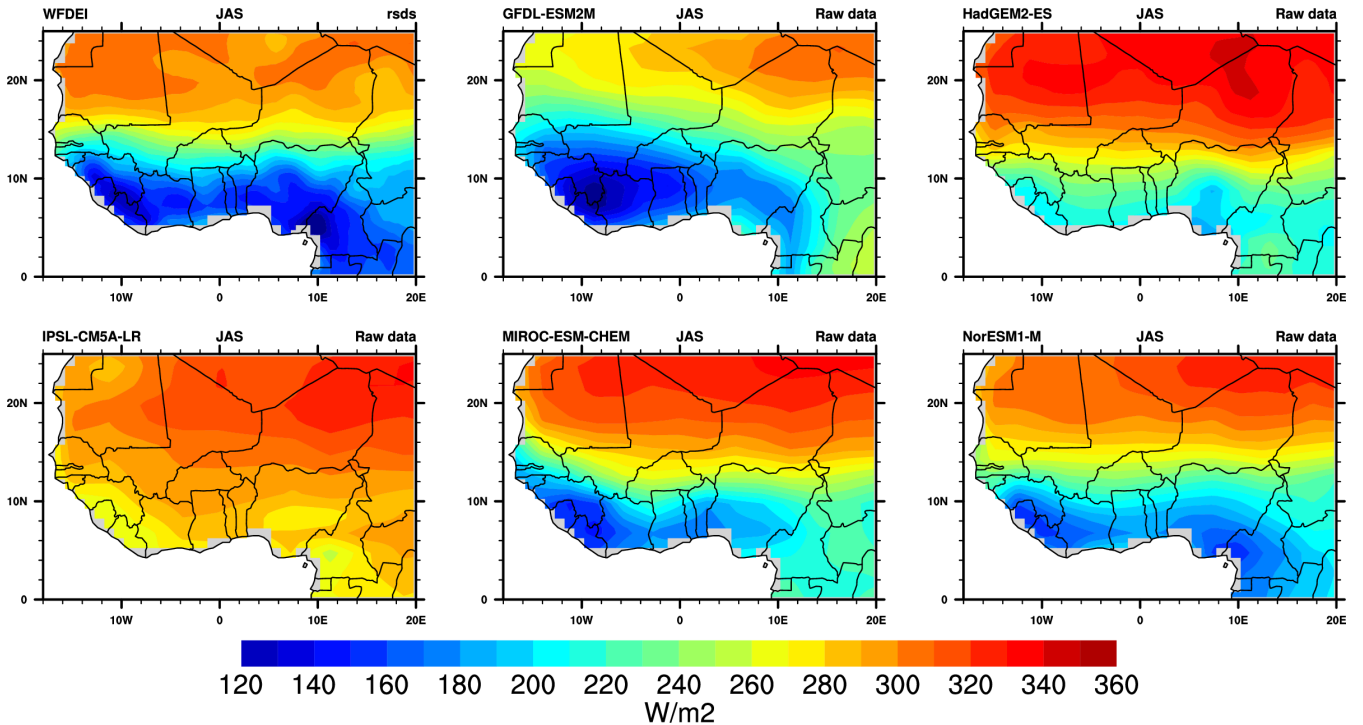 WFDEI JAS rsds
GFDL-ESM2M JAS Raw data
HadGEM2-ES JAS Raw data
20N
20N
20N
10N
10N
10N
0
0
0
10W 0 10E 20E
10W 0 10E 20E
10W 0 10E 20E
IPSL-CM5A-LR JAS Raw data
MIROC-ESM-CHEM JAS Raw data
NorESM1-M JAS Raw data
20N
20N
20N
10N
10N
10N
0
0
0
10W 0 10E 20E
10W 0 10E 20E
10W 0 10E 20E
120 140 160 180 200 220 240 260 280 300 320 340 360
W/m2